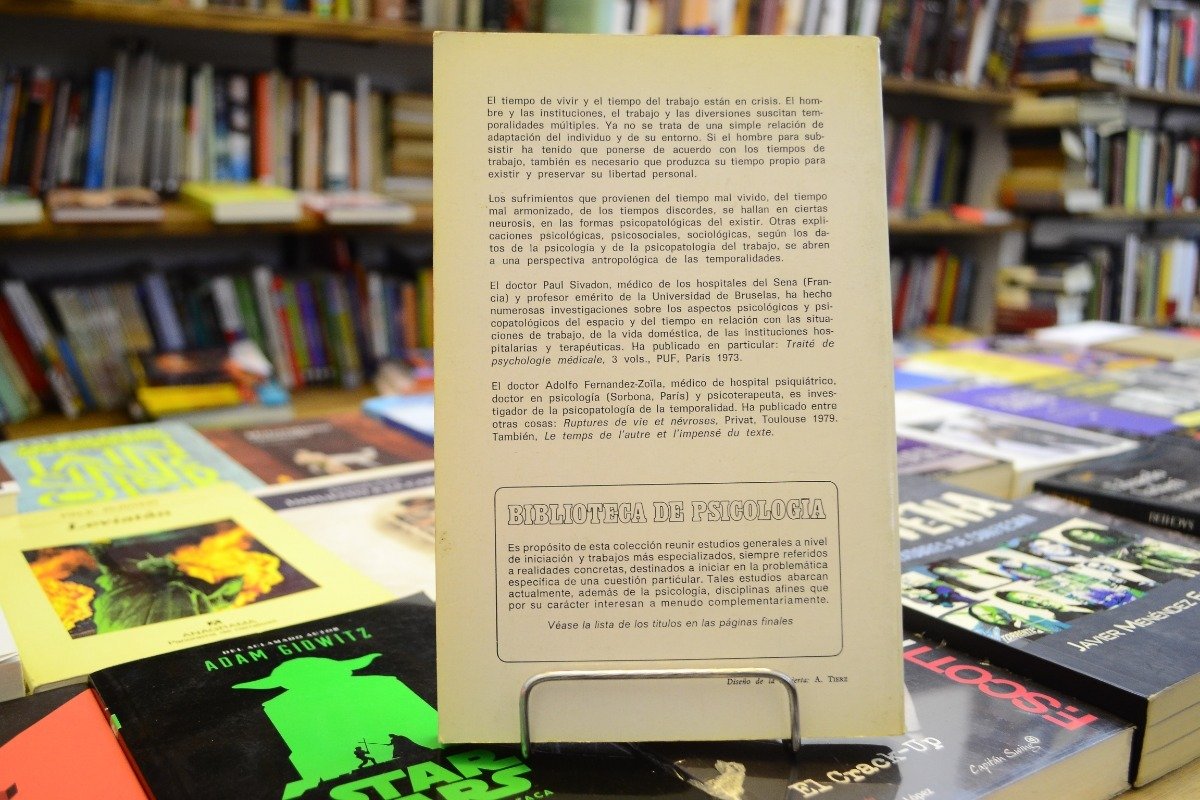 El tiempo de vivir y el tiempo del trabajo están en crisis. El hom-
bre y las instituciones, el trabajo y las diversiones suscitan tem-
poralidades múltiples. Ya no se trata de una simple relación de
adaptación del individuo y de su entorno. Si el hombre para sub-
sistir ha tenido que ponerse de acuerdo con los tiempos de
trabajo, también es necesario que produzca su tiempo propio para
existir y preservar su libertad personal.
Los sufrimientos que provienen del tiempo mal vivido, del tiempo
mal armonizado, de los tiempos discordes, se hallan en ciertas
neurosis, en las formas psicopatológicas del existir. Otras expli-
caciones psicológicas, psicosociales, sociológicas, según los da-
tos de la psicología y de la psicopatología del trabajo, se abren
a una perspectiva antropológica de las temporalidades.
El doctor Paul Sivadon, médico de los hospitales del Sena (Fran-
cia) y profesor emérito de la Universidad de Bruselas, ha hecho
numerosas investigaciones sobre los aspectos psicológicos y psi-
copatológicos del espacio y del tiempo en relación con las situa-
ciones de trabajo, de la vida doméstica, de las instituciones hos-
pitalarias y terapéuticas. Ha publicado en particular: Traité de
psychologie médicale, 3 vols., PUF, París 1973.
El doctor Adolfo Fernandez-Zoïla, médico de hospital psiquiátrico,
doctor en psicología (Sorbona, París) y psicoterapeuta, es inves-
tigador de la psicopatología de la temporalidad. Ha publicado entre
otras cosas: Ruptures de vie et névroses, Privat, Toulouse 1979.
También, Le temps de l'autre et l'impensé du texte.
BIBLIOTECA DE PSICOLOGÍA
Es propósito de esta colección reunir estudios generales a nivel
de iniciación y trabajos más especializados, siempre referidos
a realidades concretas, destinados a iniciar en la problemática
específica de una cuestión particular. Tales estudios abarcan
actualmente, además de la psicología, disciplinas afines que
por su carácter interesan a menudo complementariamente.
Véase la lista de los títulos en las páginas finales
Diseño de la cubierta: A. TIERZ
Leviatán
ANAGRAMA
DEL ACLAMADO AUTOR
ADAM GIDWITZ
STAR
WARS
JAVIER MENÉNDEZ
F. SCOTT
El Crack-Up
Capitán Swing
López